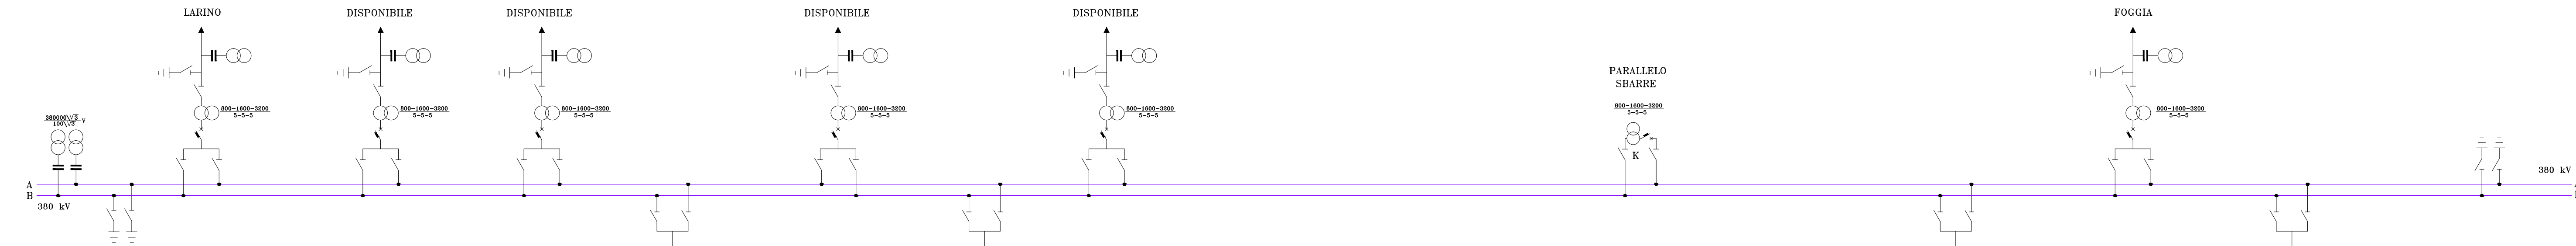 LARINO
DISPONIBILE
DISPONIBILE
DISPONIBILE
DISPONIBILE
FOGGIA
PARALLELO
SBARRE
380000\√3 V
100\√3
800-1600-3200
5-5-5
800-1600-3200
5-5-5
800-1600-3200
5-5-5
800-1600-3200
5-5-5
800-1600-3200
5-5-5
800-1600-3200
5-5-5
800-1600-3200
5-5-5
K
A
B
380 kV
380 kV